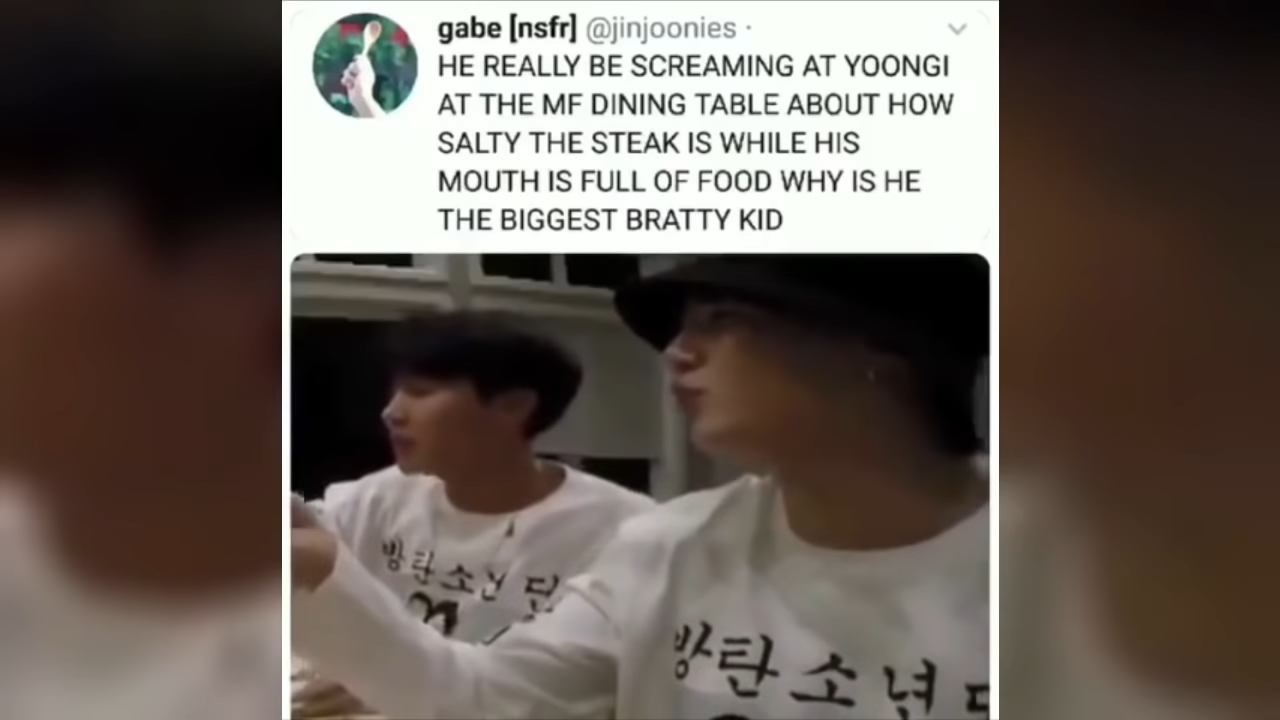 gabe [nsfr] @jinjoonies ·
HE REALLY BE SCREAMING AT YOONGI
AT THE MF DINING TABLE ABOUT HOW
SALTY THE STEAK IS WHILE HIS
MOUTH IS FULL OF FOOD WHY IS HE
THE BIGGEST BRATTY KID
방탄소년
방탄소년